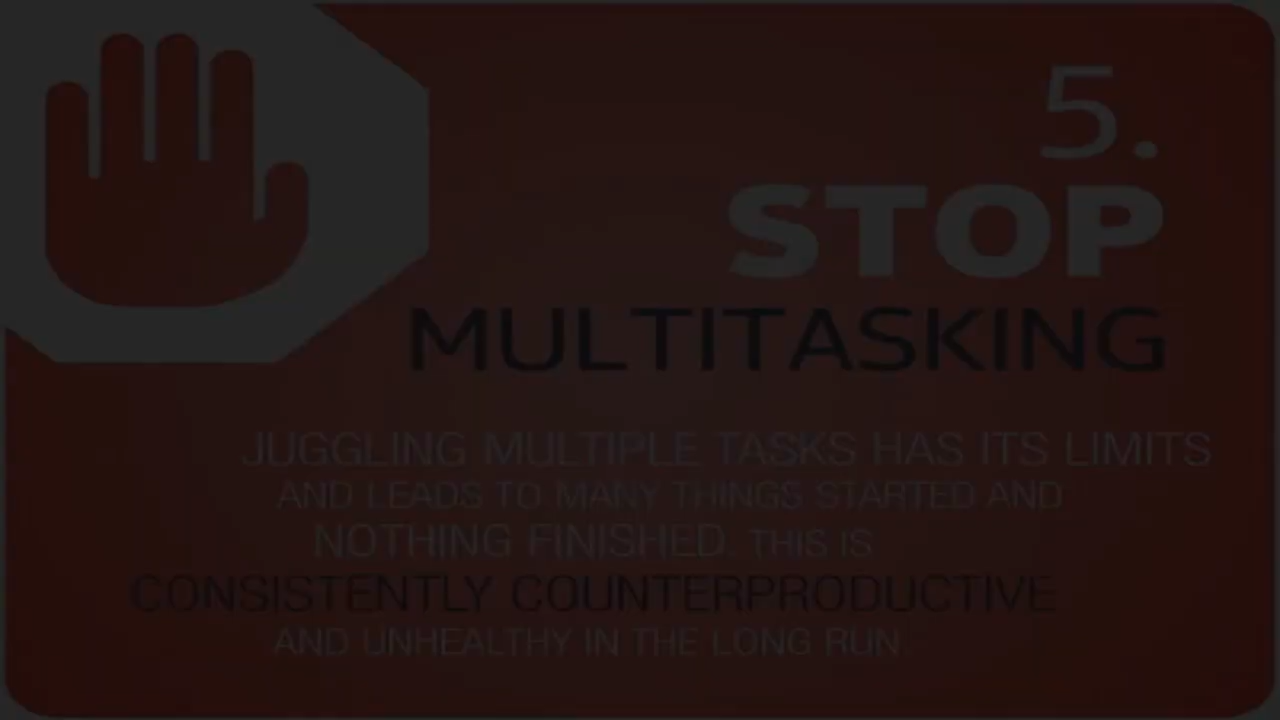 5.
STOP
MULTITASKING
JUGGLING MULTIPLE TASKS HAS ITS LIMITS
AND LEADS TO MANY THINGS STARTED AND
NOTHING FINISHED. THIS IS
CONSISTENTLY COUNTERPRODUCTIVE
AND UNHEALTHY IN THE LONG RUN.